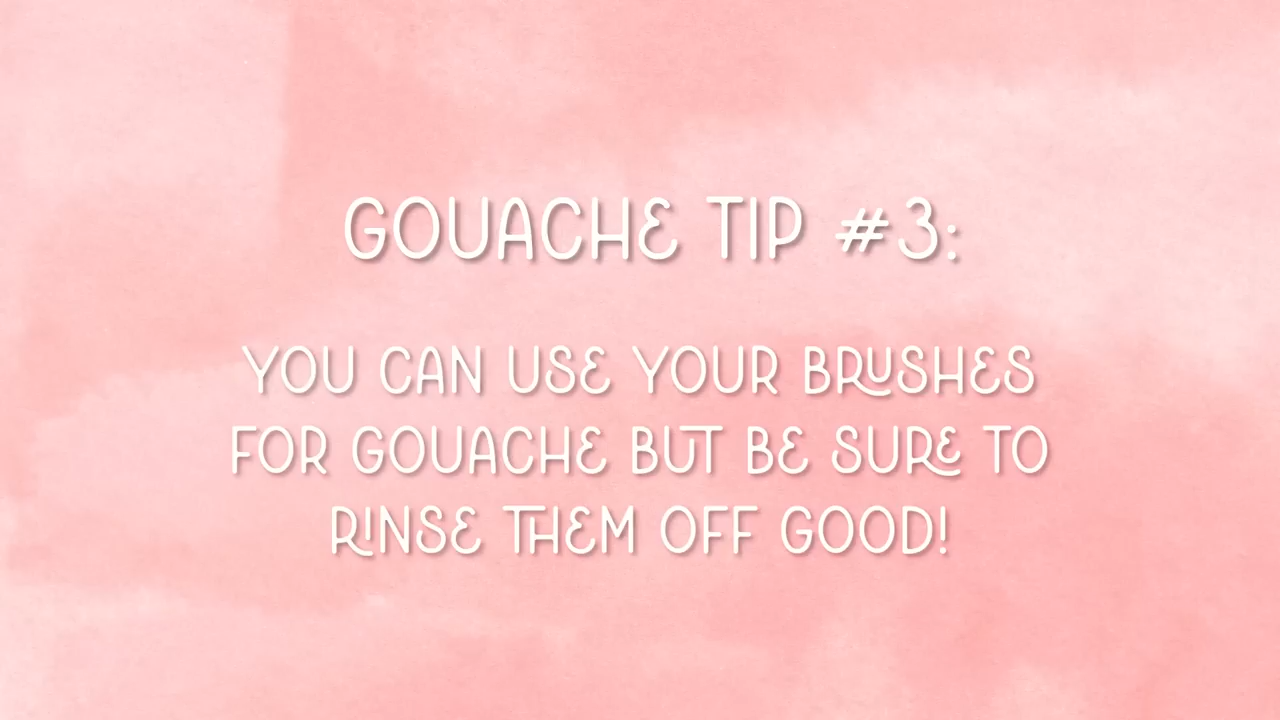 GOUACHE TIP #3:
YOU CAN USE YOUR BRUSHES
FOR GOUACHE BUT BE SURE TO
RINSE THEM OFF GOOD!